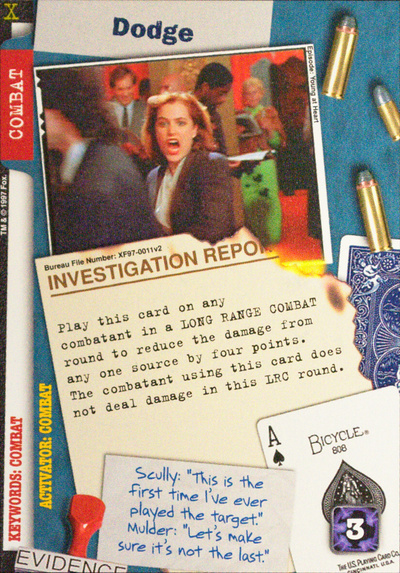 X
Dodge
COMBAT
Episode: Young at Heart
TM & © 1997 Fox.
Bureau File Number: XF97-0011v2
INVESTIGATION REPOR
Play this card on any
combatant in a LONG RANGE COMBAT
round to reduce the damage from
any one source by four points.
The combatant using this card does
not deal damage in this LRC round.
KEYWORDS: COMBAT
ACTIVATOR: COMBAT
A
BICYCLE®
808
3
THE U.S. PLAYING CARD CO.
CINCINNATI, U.S.A.
Scully: "This is the
first time I've ever
played the target."
Mulder: "Let's make
sure it's not the last."
EVIDENCE